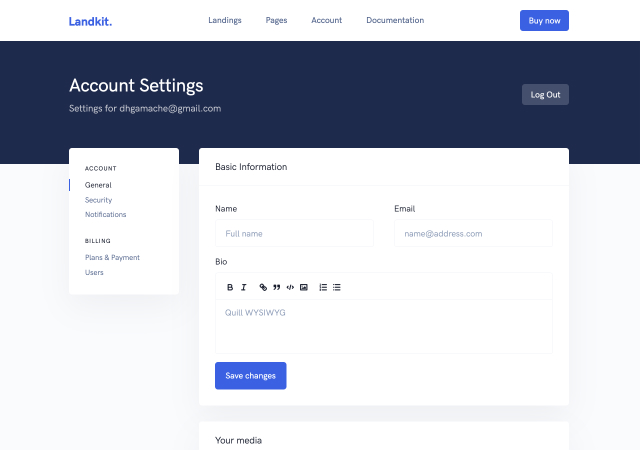 Landkit.
Landings Pages Account Documentation
Buy now
Account Settings
Settings for dhgamache@gmail.com
Log Out
ACCOUNT
General
Security
Notifications
BILLING
Plans & Payment
Users
Basic Information
Name
Full name
Email
name@address.com
Bio
Quill WYSIWYG
Save changes
Your media